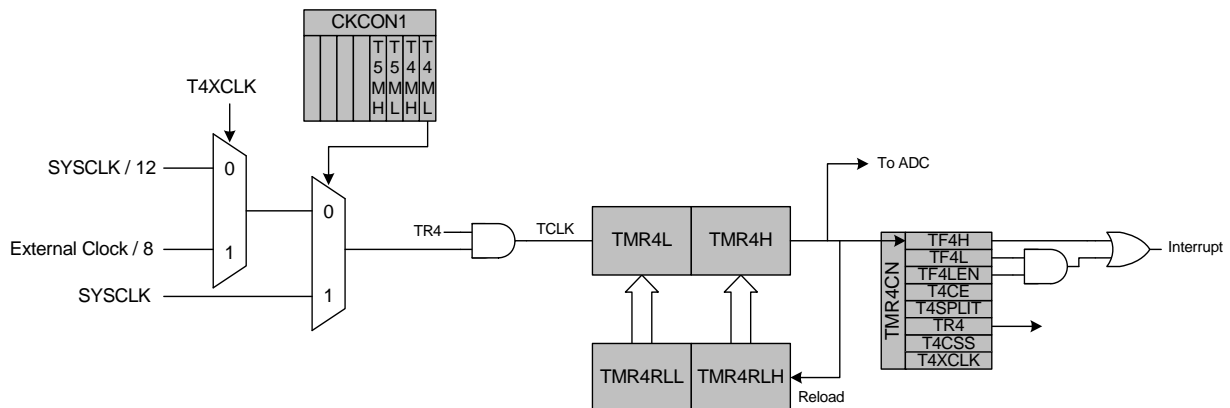 CKCON1
T5MH
T5ML
T4MH
T4ML
T4XCLK
SYSCLK / 12
0
External Clock / 8
1
SYSCLK
0
1
TR4
TCLK
TMR4L
TMR4H
To ADC
TMR4RLL
TMR4RLH
Reload
TMR4CN
TF4H
TF4L
TF4LEN
T4CE
T4SPLIT
TR4
T4CSS
T4XCLK
Interrupt